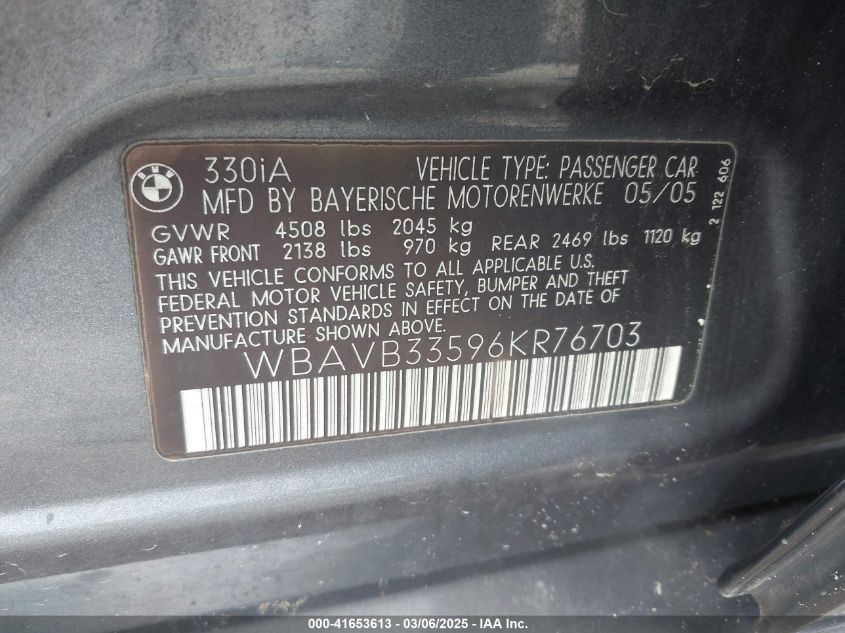 BMW
330iA VEHICLE TYPE: PASSENGER CAR
MFD BY BAYERISCHE MOTORENWERKE 05/05
GVWR 4508 lbs 2045 kg
GAWR FRONT 2138 lbs 970 kg REAR 2469 lbs 1120 kg
THIS VEHICLE CONFORMS TO ALL APPLICABLE U.S.
FEDERAL MOTOR VEHICLE SAFETY, BUMPER AND THEFT
PREVENTION STANDARDS IN EFFECT ON THE DATE OF
MANUFACTURE SHOWN ABOVE.
WBAVB33596KR76703
2 122 606
000-41653613 - 03/06/2025 - IAAI.com